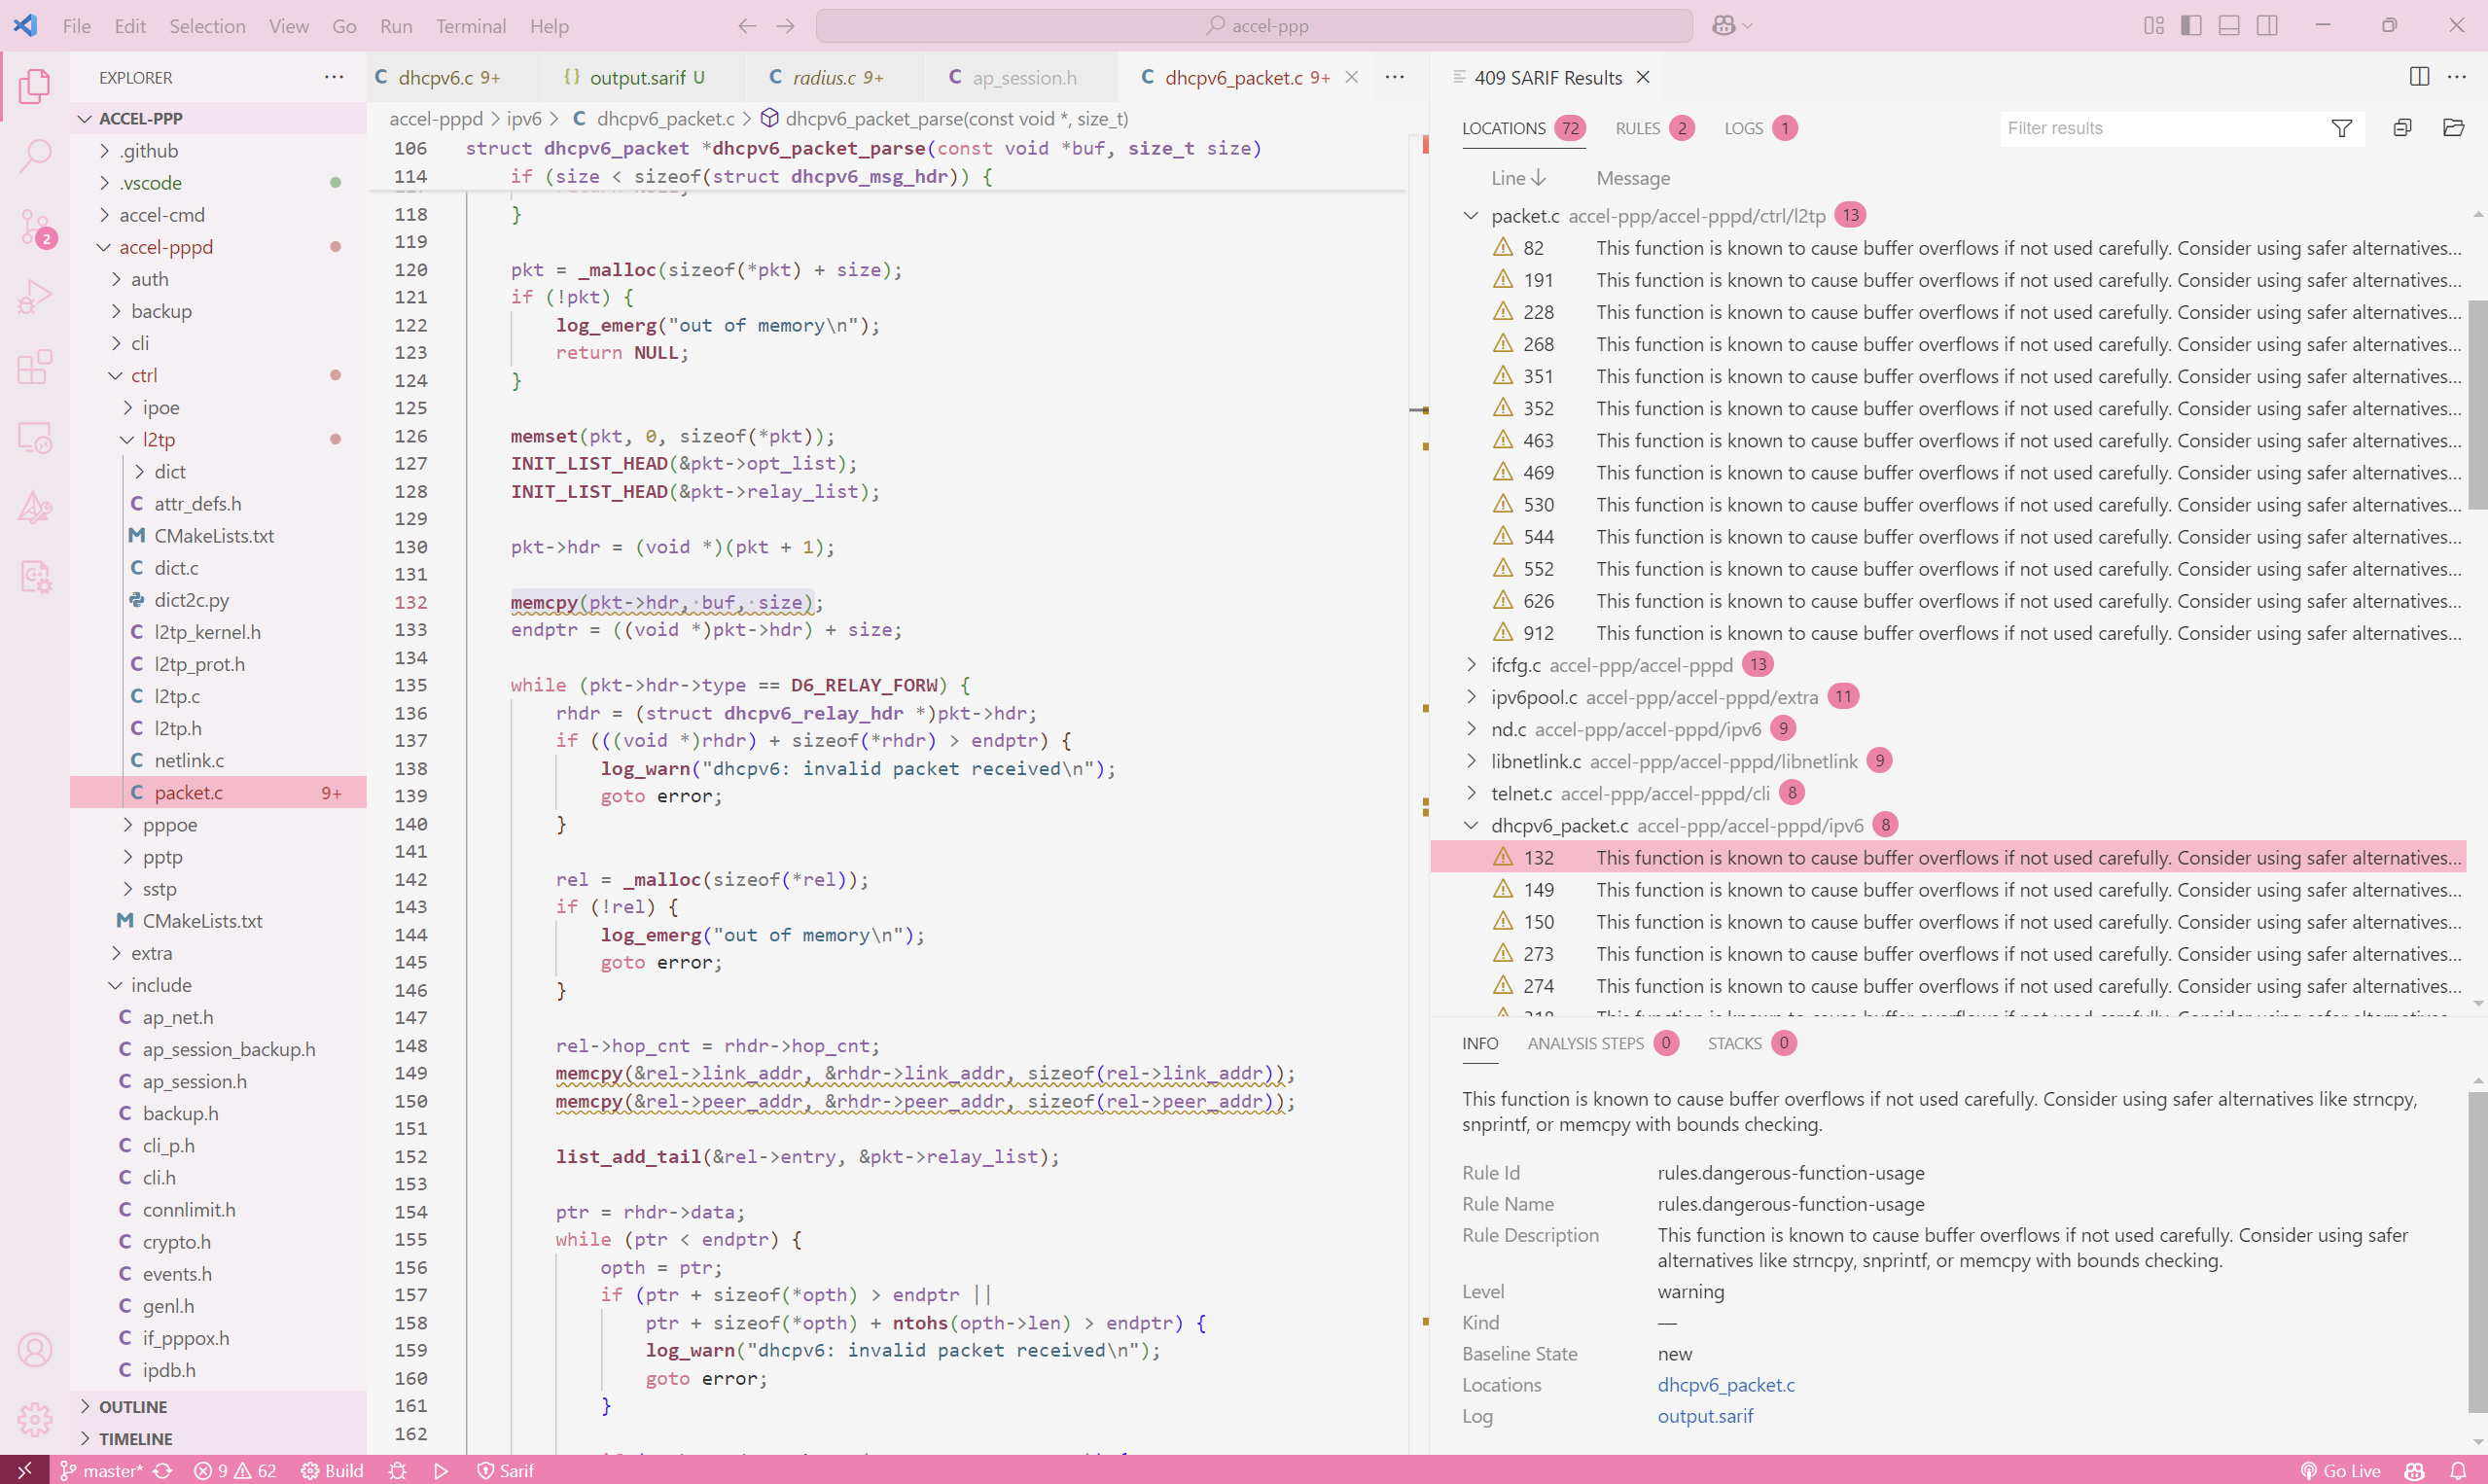 File Edit Selection View Go Run Terminal Help
accel-ppp
EXPLORER
ACCEL-PPP
.github
.vscode
accel-cmd
accel-pppd
auth
backup
cli
ctrl
ipoe
l2tp
dict
C attr_defs.h
M CMakeLists.txt
C dict.c
dict2c.py
C l2tp_kernel.h
C l2tp_prot.h
C l2tp.c
C l2tp.h
C netlink.c
C packet.c 9+
pppoe
pptp
sstp
M CMakeLists.txt
extra
include
C ap_net.h
C ap_session_backup.h
C ap_session.h
C backup.h
C cli_p.h
C cli.h
C connlimit.h
C crypto.h
C events.h
C genl.h
C if_pppox.h
C ipdb.h
OUTLINE
TIMELINE
2
C dhcpv6.c 9+
{} output.sarif U
C radius.c 9+
C ap_session.h
C dhcpv6_packet.c 9+
accel-pppd > ipv6 > C dhcpv6_packet.c > dhcpv6_packet_parse(const void *, size_t)
106 struct dhcpv6_packet *dhcpv6_packet_parse(const void *buf, size_t size)
114 if (size < sizeof(struct dhcpv6_msg_hdr)) {
118 }
119
120 pkt = _malloc(sizeof(*pkt) + size);
121 if (!pkt) {
122 log_emerg("out of memory\n");
123 return NULL;
124 }
125
126 memset(pkt, 0, sizeof(*pkt));
127 INIT_LIST_HEAD(&pkt->opt_list);
128 INIT_LIST_HEAD(&pkt->relay_list);
129
130 pkt->hdr = (void *)(pkt + 1);
131
132 memcpy(pkt->hdr, buf, size);
133 endptr = ((void *)pkt->hdr) + size;
134
135 while (pkt->hdr->type == D6_RELAY_FORW) {
136 rhdr = (struct dhcpv6_relay_hdr *)pkt->hdr;
137 if (((void *)rhdr) + sizeof(*rhdr) > endptr) {
138 log_warn("dhcpv6: invalid packet received\n");
139 goto error;
140 }
141
142 rel = _malloc(sizeof(*rel));
143 if (!rel) {
144 log_emerg("out of memory\n");
145 goto error;
146 }
147
148 rel->hop_cnt = rhdr->hop_cnt;
149 memcpy(&rel->link_addr, &rhdr->link_addr, sizeof(rel->link_addr));
150 memcpy(&rel->peer_addr, &rhdr->peer_addr, sizeof(rel->peer_addr));
151
152 list_add_tail(&rel->entry, &pkt->relay_list);
153
154 ptr = rhdr->data;
155 while (ptr < endptr) {
156 opth = ptr;
157 if (ptr + sizeof(*opth) > endptr ||
158 ptr + sizeof(*opth) + ntohs(opth->len) > endptr) {
159 log_warn("dhcpv6: invalid packet received\n");
160 goto error;
161 }
162
409 SARIF Results
LOCATIONS 72 RULES 2 LOGS 1
Filter results
Line Message
packet.c accel-ppp/accel-pppd/ctrl/l2tp 13
82 This function is known to cause buffer overflows if not used carefully. Consider using safer alternatives...
191 This function is known to cause buffer overflows if not used carefully. Consider using safer alternatives...
228 This function is known to cause buffer overflows if not used carefully. Consider using safer alternatives...
268 This function is known to cause buffer overflows if not used carefully. Consider using safer alternatives...
351 This function is known to cause buffer overflows if not used carefully. Consider using safer alternatives...
352 This function is known to cause buffer overflows if not used carefully. Consider using safer alternatives...
463 This function is known to cause buffer overflows if not used carefully. Consider using safer alternatives...
469 This function is known to cause buffer overflows if not used carefully. Consider using safer alternatives...
530 This function is known to cause buffer overflows if not used carefully. Consider using safer alternatives...
544 This function is known to cause buffer overflows if not used carefully. Consider using safer alternatives...
552 This function is known to cause buffer overflows if not used carefully. Consider using safer alternatives...
626 This function is known to cause buffer overflows if not used carefully. Consider using safer alternatives...
912 This function is known to cause buffer overflows if not used carefully. Consider using safer alternatives...
ifcfg.c accel-ppp/accel-pppd 13
ipv6pool.c accel-ppp/accel-pppd/extra 11
nd.c accel-ppp/accel-pppd/ipv6 9
libnetlink.c accel-ppp/accel-pppd/libnetlink 9
telnet.c accel-ppp/accel-pppd/cli 8
dhcpv6_packet.c accel-ppp/accel-pppd/ipv6 8
132 This function is known to cause buffer overflows if not used carefully. Consider using safer alternatives...
149 This function is known to cause buffer overflows if not used carefully. Consider using safer alternatives...
150 This function is known to cause buffer overflows if not used carefully. Consider using safer alternatives...
273 This function is known to cause buffer overflows if not used carefully. Consider using safer alternatives...
274 This function is known to cause buffer overflows if not used carefully. Consider using safer alternatives...
INFO ANALYSIS STEPS 0 STACKS 0
This function is known to cause buffer overflows if not used carefully. Consider using safer alternatives like strncpy,
snprintf, or memcpy with bounds checking.
Rule Id rules.dangerous-function-usage
Rule Name rules.dangerous-function-usage
Rule Description This function is known to cause buffer overflows if not used carefully. Consider using safer
alternatives like strncpy, snprintf, or memcpy with bounds checking.
Level warning
Kind —
Baseline State new
Locations dhcpv6_packet.c
Log output.sarif
master* 9 62 Build Sarif
Go Live